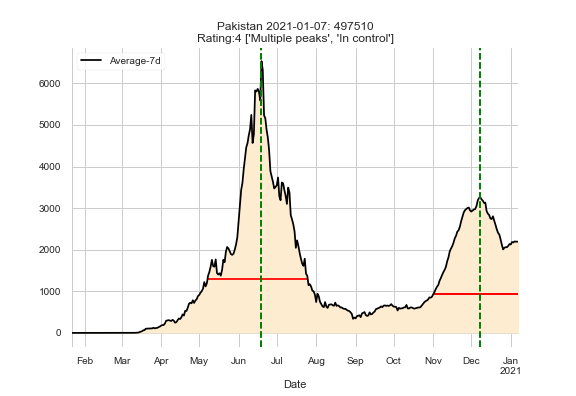 Pakistan 2021-01-07: 497510
Rating:4 ['Multiple peaks', 'In control']
Average-7d
6000
5000
4000
3000
2000
1000
0
Feb Mar Apr May Jun Jul Aug Sep Oct Nov Dec Jan
2021
Date